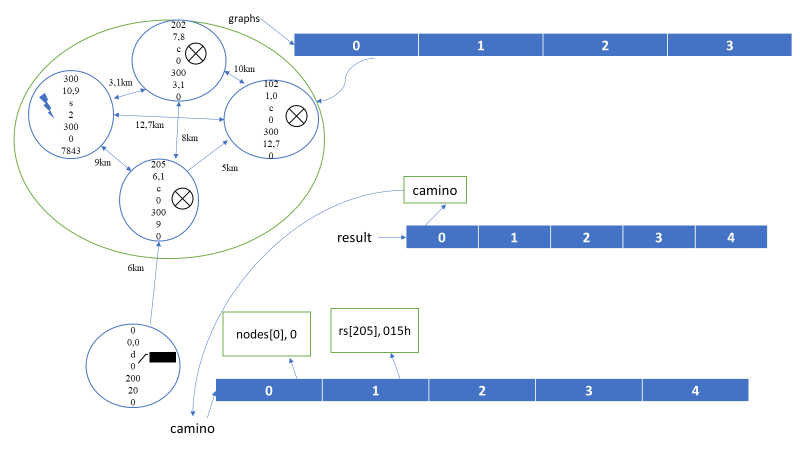 graphs
0 1 2 3
202
7,8
c
0
300
3,1
0
10km
3,1km
300
10,9
s
2
300
0
7843
102
1,0
c
0
300
12,7
0
12,7km
8km
9km
5km
205
6,1
c
0
300
9
0
camino
result
0 1 2 3 4
6km
nodes[0], 0
rs[205], 015h
0
0,0
d
0
200
20
0
0 1 2 3 4
camino